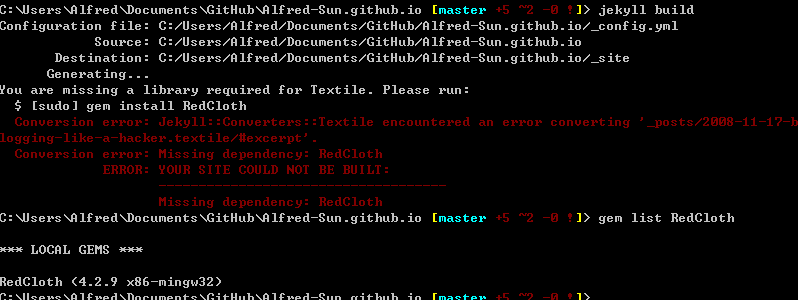 C:\Users\Alfred\Documents\GitHub\Alfred-Sun.github.io [master +5 ~2 -0 !]> jekyll build
Configuration file: C:/Users/Alfred/Documents/GitHub/Alfred-Sun.github.io/_config.yml
Source: C:/Users/Alfred/Documents/GitHub/Alfred-Sun.github.io
Destination: C:/Users/Alfred/Documents/GitHub/Alfred-Sun.github.io/_site
Generating...
You are missing a library required for Textile. Please run:
$ [sudo] gem install RedCloth
Conversion error: Jekyll::Converters::Textile encountered an error converting '_posts/2008-11-17-b
logging-like-a-hacker.textile/#excerpt'.
Conversion error: Missing dependency: RedCloth
ERROR: YOUR SITE COULD NOT BE BUILT:
------------------------------------
Missing dependency: RedCloth
C:\Users\Alfred\Documents\GitHub\Alfred-Sun.github.io [master +5 ~2 -0 !]> gem list RedCloth
*** LOCAL GEMS ***
RedCloth (4.2.9 x86-mingw32)
C:\Users\Alfred\Documents\GitHub\Alfred-Sun.github.io [master +5 ~2 -0 !]>